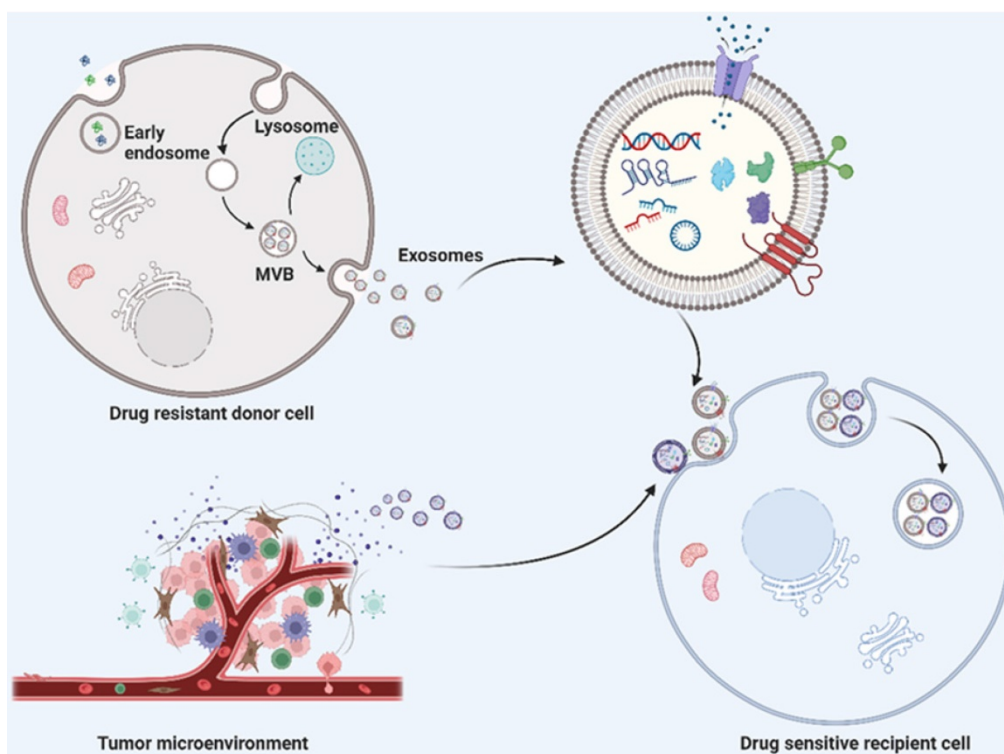 Early
endosome
Lysosome
MVB
Exosomes
Drug resistant donor cell
Tumor microenvironment
Drug sensitive recipient cell